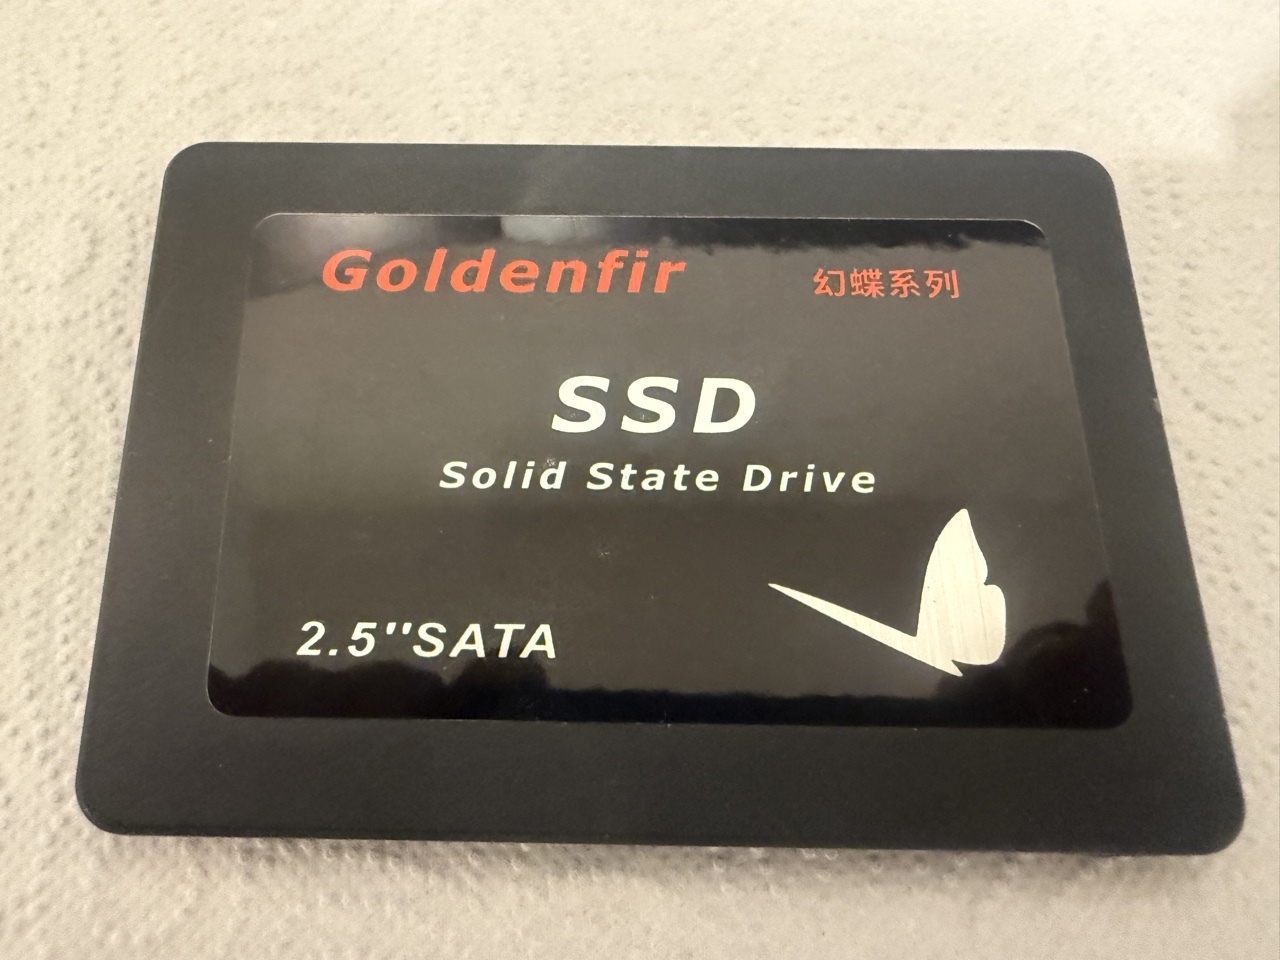 Goldenfir 幻蝶系列
SSD
Solid State Drive
2.5''SATA